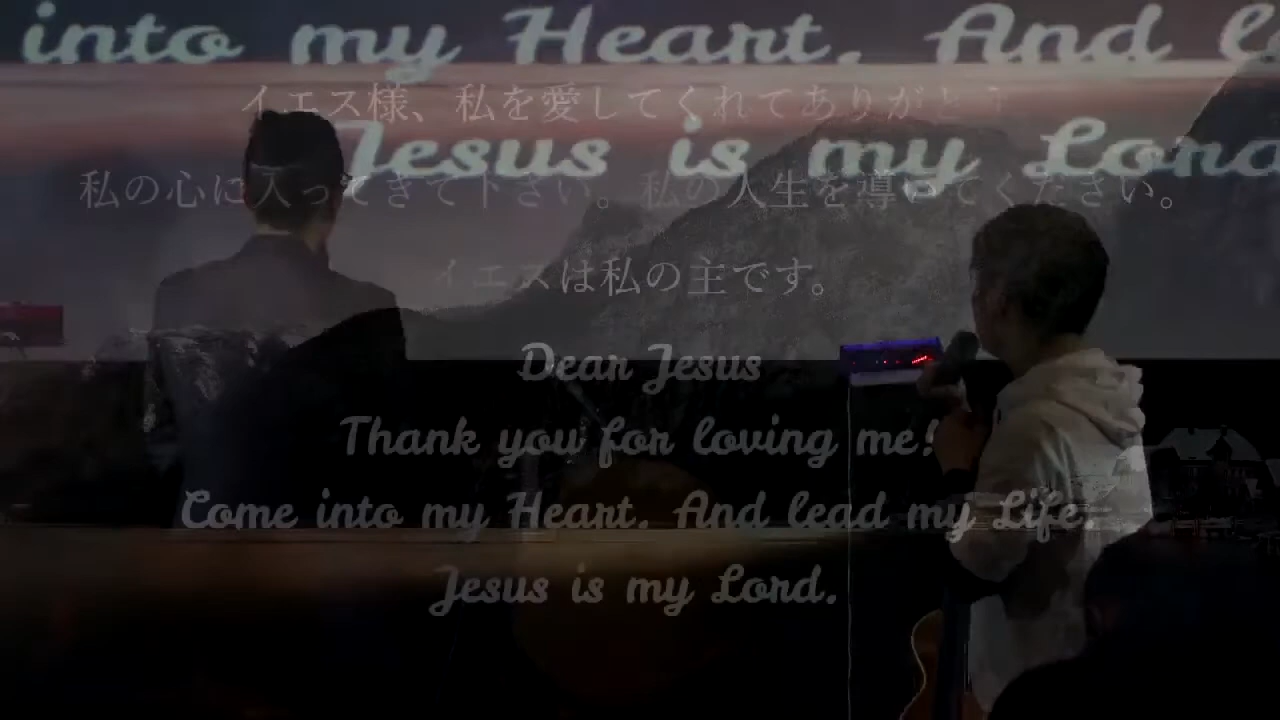 into my Heart. And
イエス様、私を愛してくれてありがとう
Jesus is my Lord
私の心に入ってきて下さい。私の人生を導いてください。
イエスは私の主です。
Dear Jesus
Thank you for loving me!
Come into my Heart. And lead my Life.
Jesus is my Lord.